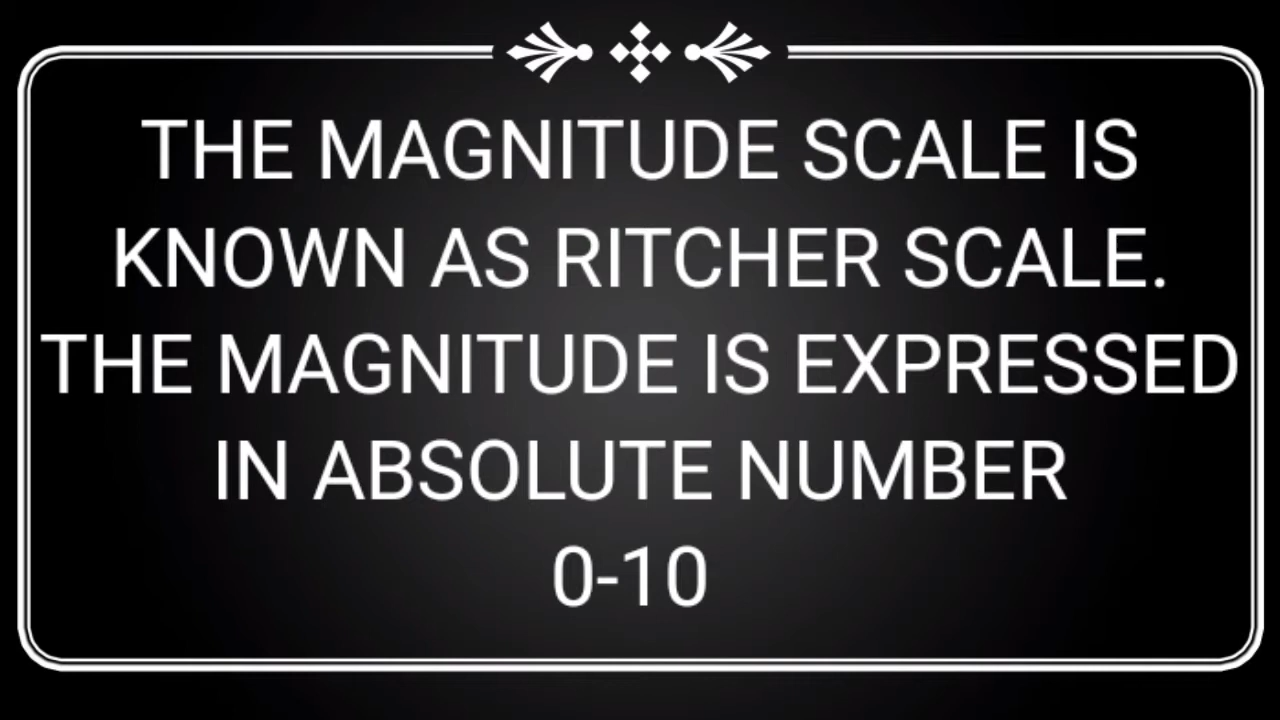 THE MAGNITUDE SCALE IS
KNOWN AS RITCHER SCALE.
THE MAGNITUDE IS EXPRESSED
IN ABSOLUTE NUMBER
0-10